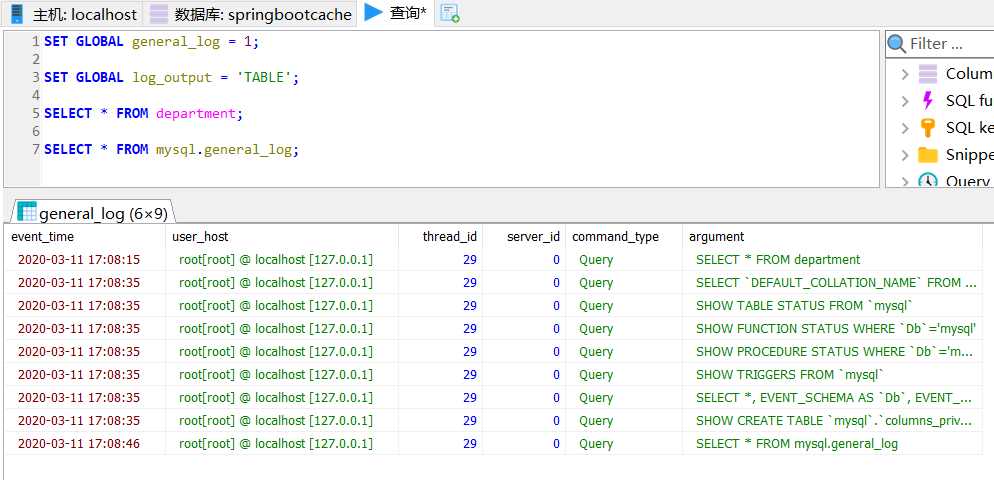 主机: localhost 数据库: springbootcache 查询*
1 SET GLOBAL general_log = 1;
2
3 SET GLOBAL log_output = 'TABLE';
4
5 SELECT * FROM department;
6
7 SELECT * FROM mysql.general_log;
Filter ...
Colum
SQL fu
SQL ke
Snippe
Query
general_log (6×9)
event_time user_host thread_id server_id command_type argument
2020-03-11 17:08:15 root[root] @ localhost [127.0.0.1] 29 0 Query SELECT * FROM department
2020-03-11 17:08:35 root[root] @ localhost [127.0.0.1] 29 0 Query SELECT `DEFAULT_COLLATION_NAME` FROM ...
2020-03-11 17:08:35 root[root] @ localhost [127.0.0.1] 29 0 Query SHOW TABLE STATUS FROM `mysql`
2020-03-11 17:08:35 root[root] @ localhost [127.0.0.1] 29 0 Query SHOW FUNCTION STATUS WHERE `Db`='mysql'
2020-03-11 17:08:35 root[root] @ localhost [127.0.0.1] 29 0 Query SHOW PROCEDURE STATUS WHERE `Db`='m...
2020-03-11 17:08:35 root[root] @ localhost [127.0.0.1] 29 0 Query SHOW TRIGGERS FROM `mysql`
2020-03-11 17:08:35 root[root] @ localhost [127.0.0.1] 29 0 Query SELECT *, EVENT_SCHEMA AS `Db`, EVENT_...
2020-03-11 17:08:35 root[root] @ localhost [127.0.0.1] 29 0 Query SHOW CREATE TABLE `mysql`.`columns_priv...
2020-03-11 17:08:46 root[root] @ localhost [127.0.0.1] 29 0 Query SELECT * FROM mysql.general_log